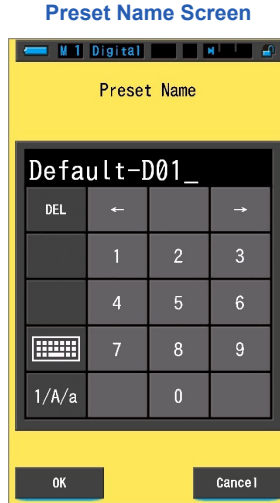 Preset Name Screen
M 1 Digital
Preset Name
Default-D01_
DEL ← →
1 2 3
4 5 6
7 8 9
1/A/a 0
OK Cancel